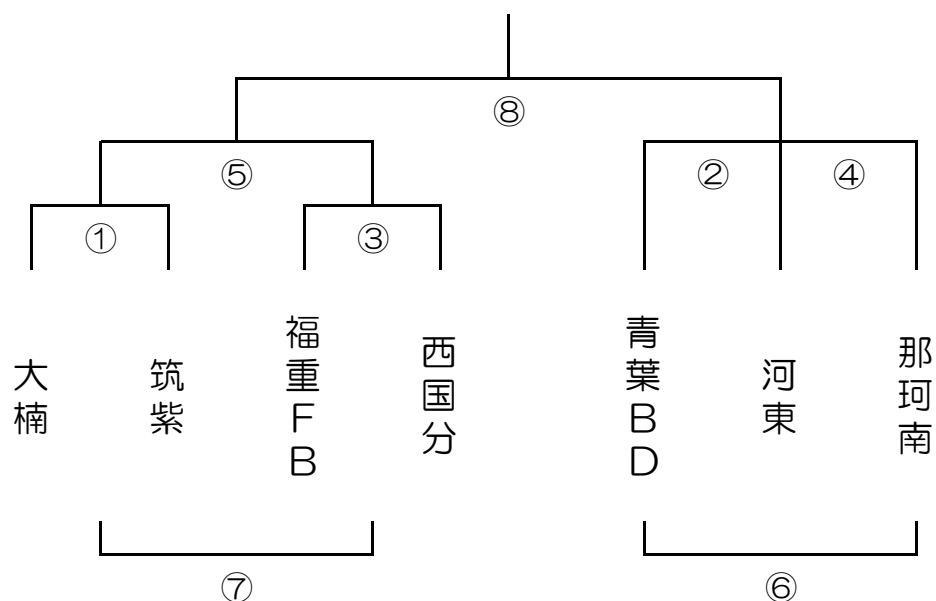 ⑧
⑤
②
④
①
③
大楠
筑紫
福重FB
西国分
青葉BD
河東
那珂南
⑦
⑥